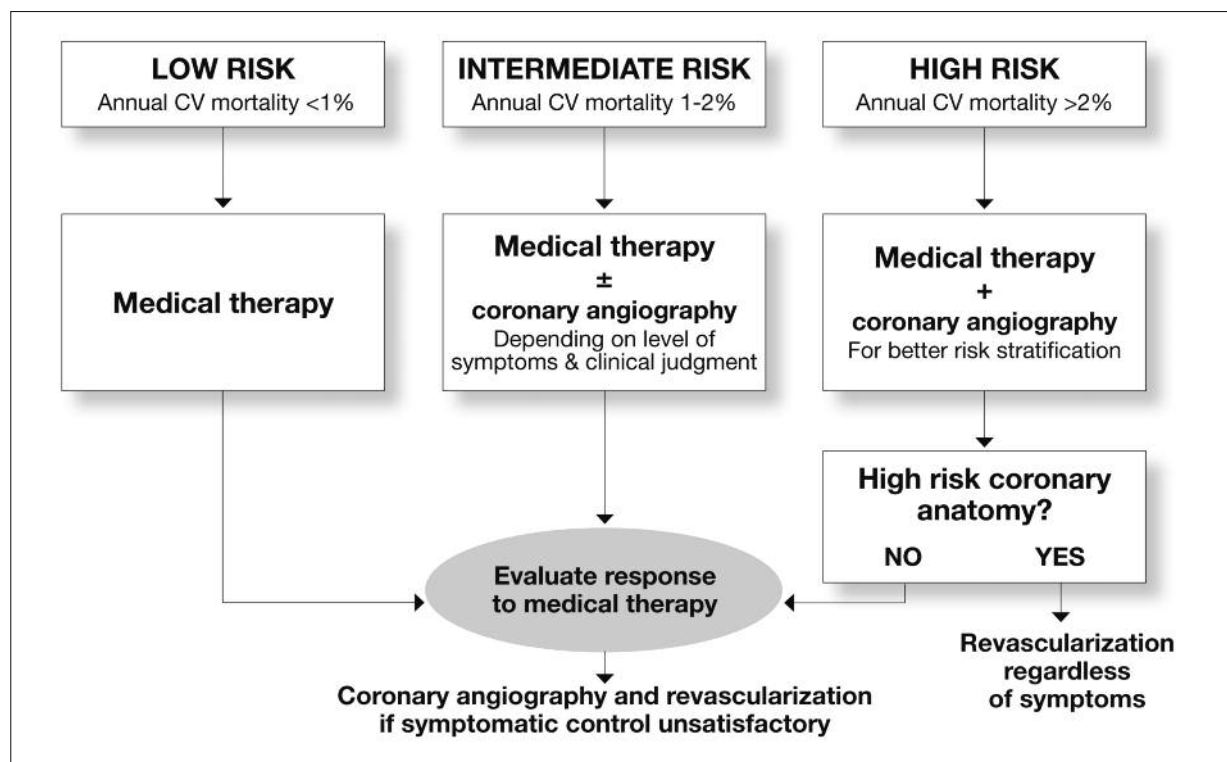 LOW RISK
Annual CV mortality <1%
INTERMEDIATE RISK
Annual CV mortality 1-2%
HIGH RISK
Annual CV mortality >2%
Medical therapy
Medical therapy
±
coronary angiography
Depending on level of
symptoms & clinical judgment
Medical therapy
+
coronary angiography
For better risk stratification
High risk coronary
anatomy?
NO YES
Evaluate response
to medical therapy
Revascularization
regardless
of symptoms
Coronary angiography and revascularization
if symptomatic control unsatisfactory